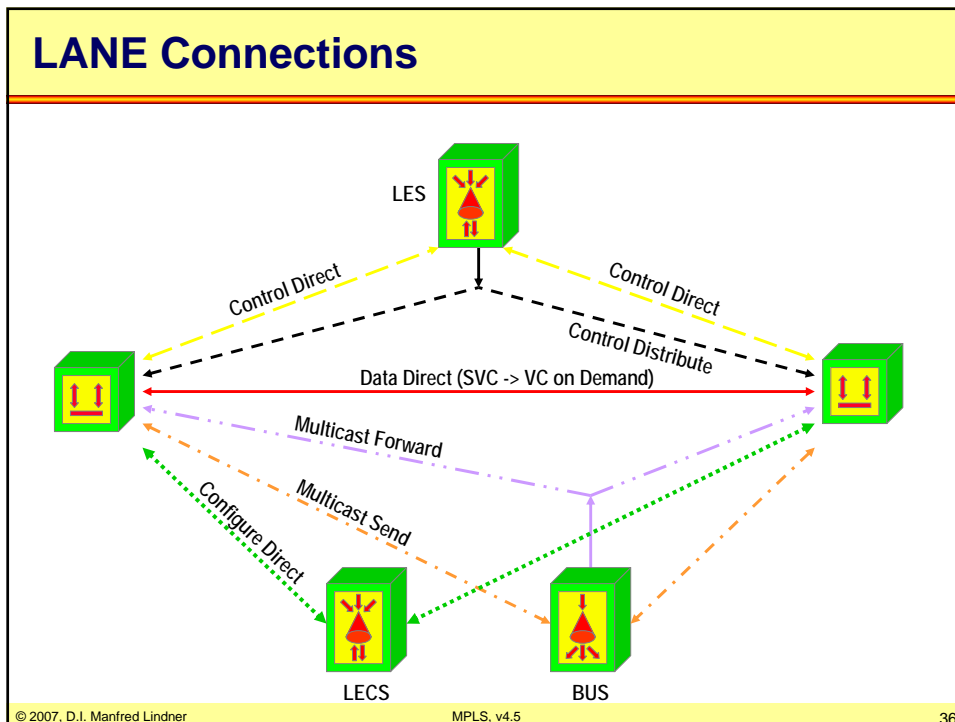 LANE Connections
LES
Control Direct
Control Direct
Control Distribute
Data Direct (SVC -> VC on Demand)
Multicast Forward
Multicast Send
Configure Direct
LECS
BUS
© 2007, D.I. Manfred Lindner
MPLS, v4.5
36